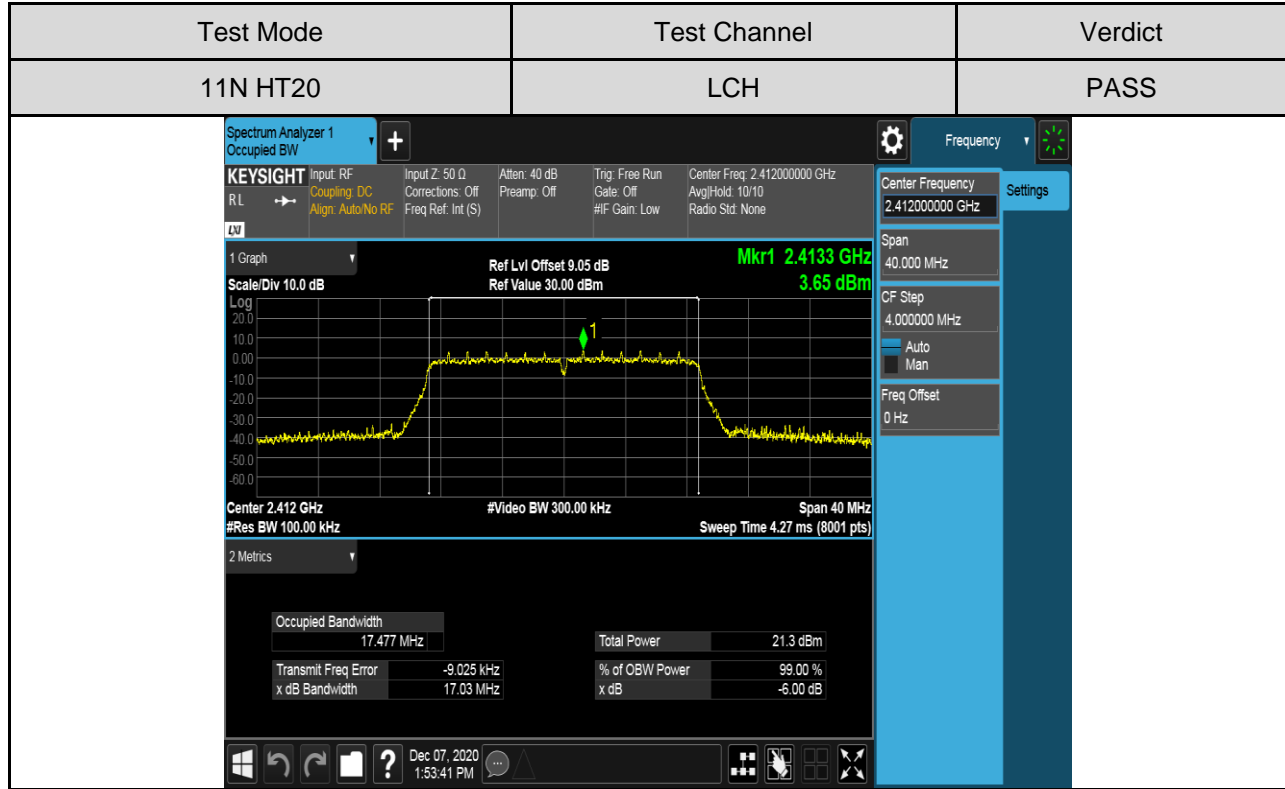 Test Mode Test Channel Verdict
11N HT20 LCH PASS
Spectrum Analyzer 1
Occupied BW
+
Frequency
KEYSIGHT Input: RF Input Z: 50 Ω Atten: 40 dB Trig: Free Run Center Freq: 2.412000000 GHz
RL Coupling: DC Corrections: Off Preamp: Off Gate: Off Avg|Hold: 10/10
Align: Auto/No RF Freq Ref: Int (S) #IF Gain: Low Radio Std: None
LXI
Center Frequency
2.412000000 GHz
Settings
Span
40.000 MHz
CF Step
4.000000 MHz
Auto
Man
Freq Offset
0 Hz
1 Graph Ref Lvl Offset 9.05 dB Mkr1 2.4133 GHz
Scale/Div 10.0 dB Ref Value 30.00 dBm 3.65 dBm
Log
20.0
10.0
0.00
-10.0
-20.0
-30.0
-40.0
-50.0
-60.0
1
Center 2.412 GHz #Video BW 300.00 kHz Span 40 MHz
#Res BW 100.00 kHz Sweep Time 4.27 ms (8001 pts)
2 Metrics
Occupied Bandwidth
17.477 MHz Total Power 21.3 dBm
Transmit Freq Error -9.025 kHz % of OBW Power 99.00 %
x dB Bandwidth 17.03 MHz x dB -6.00 dB
? Dec 07, 2020
1:53:41 PM